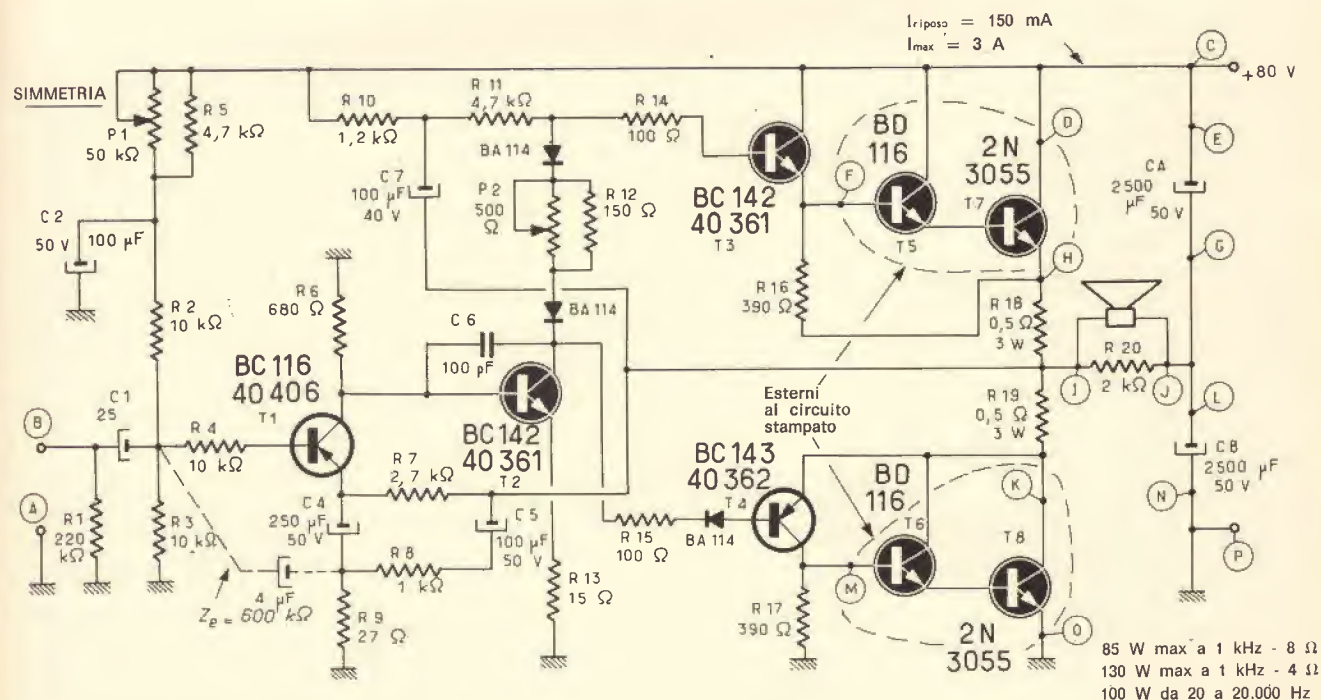 I riposo = 150 mA
I max = 3 A
C
+80 V
SIMMETRIA
P1
50 kΩ
R 5
4,7 kΩ
R 10
1,2 kΩ
R 11
4,7 kΩ
R 14
100 Ω
BA 114
C 7
100 µF
40 V
P2
500
Ω
R 12
150 Ω
BC 142
40 361
T3
BD
116
2N
3055
D
E
F
T5
T7
CA
2500
µF
50 V
C 2
50 V
100 µF
R 6
680 Ω
H
G
R 16
390 Ω
R 18
0,5 Ω
3 W
R 2
10 kΩ
BA 114
C 6
100 pF
BC 116
40 406
T1
Esterni
al circuito
stampato
R 20
2 kΩ
I
J
R 19
0,5 Ω
3 W
L
C 1
25
B
R 4
10 kΩ
BC 142
40 361
T2
BC 143
40 362
T4
BD
116
K
CB
2500 µF
50 V
N
A
R 7
2,7 kΩ
R1
220
kΩ
R 3
10 kΩ
C 4
250 µF
50V
C 5
100 µF
50 V
R 8
1 kΩ
R 15
100 Ω
BA 114
T6
T8
P
4 µF
Ze = 600 kΩ
R 9
27 Ω
R 13
15 Ω
R 17
390 Ω
M
2N
3055
O
85 W max a 1 kHz - 8 Ω
130 W max a 1 kHz - 4 Ω
100 W da 20 a 20.000 Hz